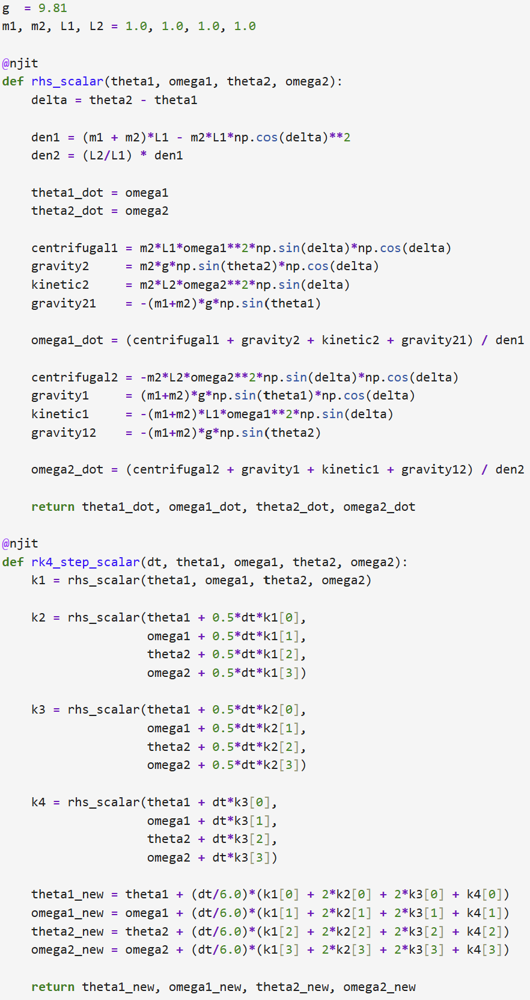 g  = 9.81
m1, m2, L1, L2 = 1.0, 1.0, 1.0, 1.0

@njit
def rhs_scalar(theta1, omega1, theta2, omega2):
    delta = theta2 - theta1

    den1 = (m1 + m2)*L1 - m2*L1*np.cos(delta)**2
    den2 = (L2/L1) * den1

    theta1_dot = omega1
    theta2_dot = omega2

    centrifugal1 = m2*L1*omega1**2*np.sin(delta)*np.cos(delta)
    gravity2     = m2*g*np.sin(theta2)*np.cos(delta)
    kinetic2     = m2*L2*omega2**2*np.sin(delta)
    gravity21    = -(m1+m2)*g*np.sin(theta1)

    omega1_dot = (centrifugal1 + gravity2 + kinetic2 + gravity21) / den1

    centrifugal2 = -m2*L2*omega2**2*np.sin(delta)*np.cos(delta)
    gravity1     = (m1+m2)*g*np.sin(theta1)*np.cos(delta)
    kinetic1     = -(m1+m2)*L1*omega1**2*np.sin(delta)
    gravity12    = -(m1+m2)*g*np.sin(theta2)

    omega2_dot = (centrifugal2 + gravity1 + kinetic1 + gravity12) / den2

    return theta1_dot, omega1_dot, theta2_dot, omega2_dot

@njit
def rk4_step_scalar(dt, theta1, omega1, theta2, omega2):
    k1 = rhs_scalar(theta1, omega1, theta2, omega2)

    k2 = rhs_scalar(theta1 + 0.5*dt*k1[0],
                    omega1 + 0.5*dt*k1[1],
                    theta2 + 0.5*dt*k1[2],
                    omega2 + 0.5*dt*k1[3])

    k3 = rhs_scalar(theta1 + 0.5*dt*k2[0],
                    omega1 + 0.5*dt*k2[1],
                    theta2 + 0.5*dt*k2[2],
                    omega2 + 0.5*dt*k2[3])

    k4 = rhs_scalar(theta1 + dt*k3[0],
                    omega1 + dt*k3[1],
                    theta2 + dt*k3[2],
                    omega2 + dt*k3[3])

    theta1_new = theta1 + (dt/6.0)*(k1[0] + 2*k2[0] + 2*k3[0] + k4[0])
    omega1_new = omega1 + (dt/6.0)*(k1[1] + 2*k2[1] + 2*k3[1] + k4[1])
    theta2_new = theta2 + (dt/6.0)*(k1[2] + 2*k2[2] + 2*k3[2] + k4[2])
    omega2_new = omega2 + (dt/6.0)*(k1[3] + 2*k2[3] + 2*k3[3] + k4[3])

    return theta1_new, omega1_new, theta2_new, omega2_new